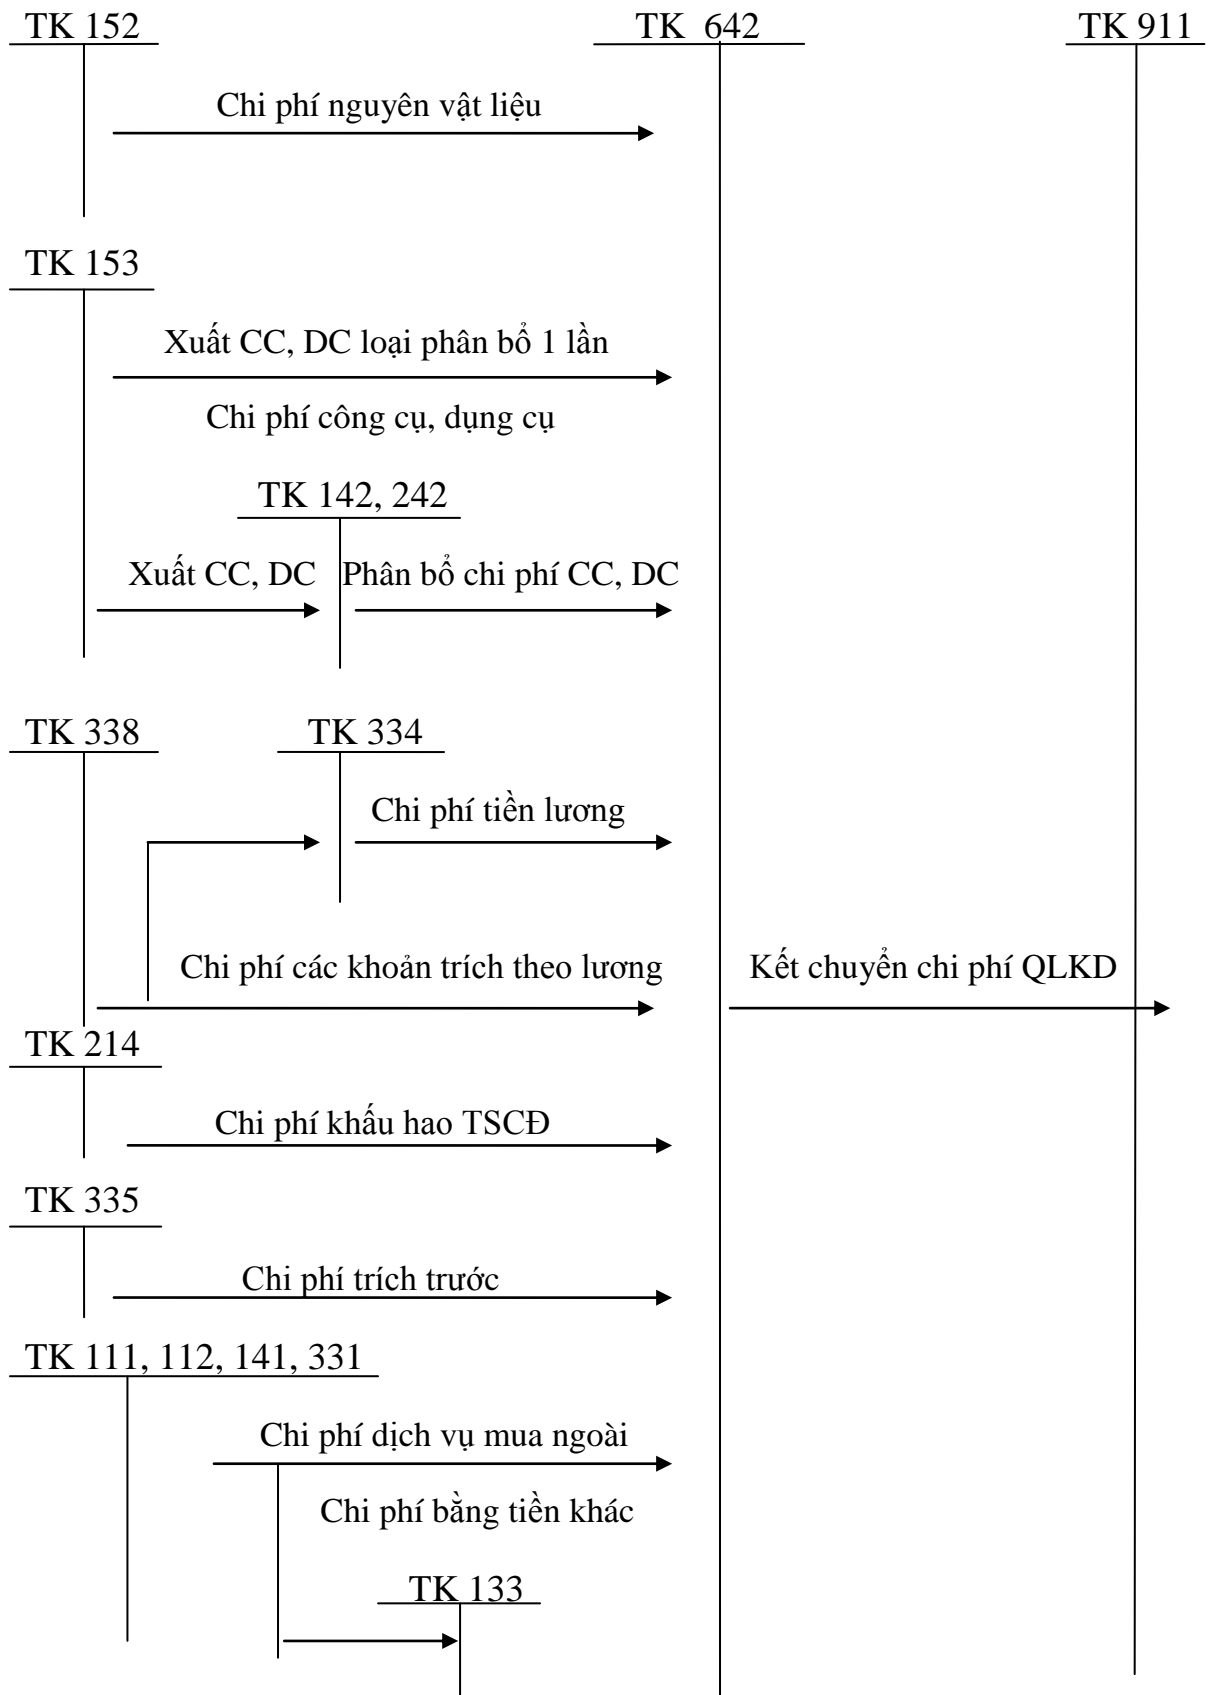 TK 152
TK 642
TK 911
Chi phí nguyên vật liệu
TK 153
Xuất CC, DC loại phân bổ 1 lần
Chi phí công cụ, dụng cụ
TK 142, 242
Xuất CC, DC
Phân bổ chi phí CC, DC
TK 338
TK 334
Chi phí tiền lương
Chi phí các khoản trích theo lương
Kết chuyển chi phí QLKD
TK 214
Chi phí khấu hao TSCĐ
TK 335
Chi phí trích trước
TK 111, 112, 141, 331
Chi phí dịch vụ mua ngoài
Chi phí bằng tiền khác
TK 133